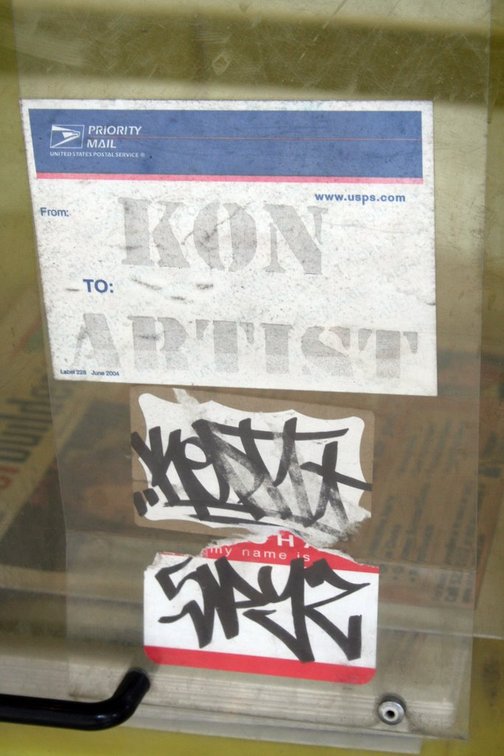 PRIORITY
MAIL
UNITED STATES POSTAL SERVICE®
www.usps.com
From:
KON
TO:
ARTIST
Label 228 June 2004
my name is
SPYZ